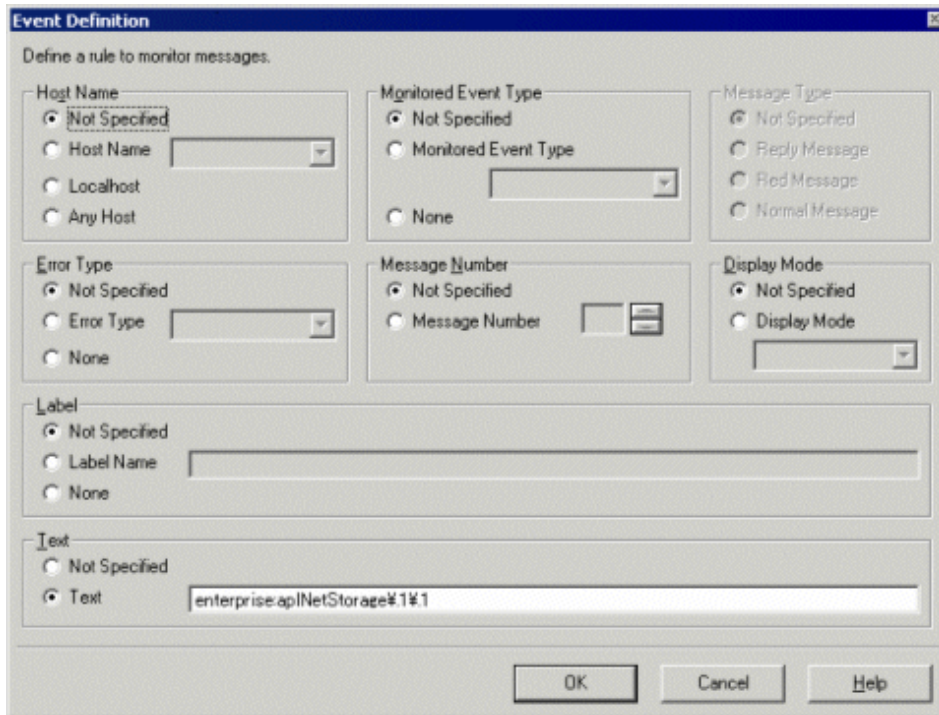 Event Definition
Define a rule to monitor messages.
Host Name
Not Specified
Host Name
Localhost
Any Host
Monitored Event Type
Not Specified
Monitored Event Type
None
Message Type
Not Specified
Reply Message
Red Message
Normal Message
Error Type
Not Specified
Error Type
None
Message Number
Not Specified
Message Number
Display Mode
Not Specified
Display Mode
Label
Not Specified
Label Name
None
Text
Not Specified
Text
enterprise:aplNetStorage¥.1¥.1
OK
Cancel
Help